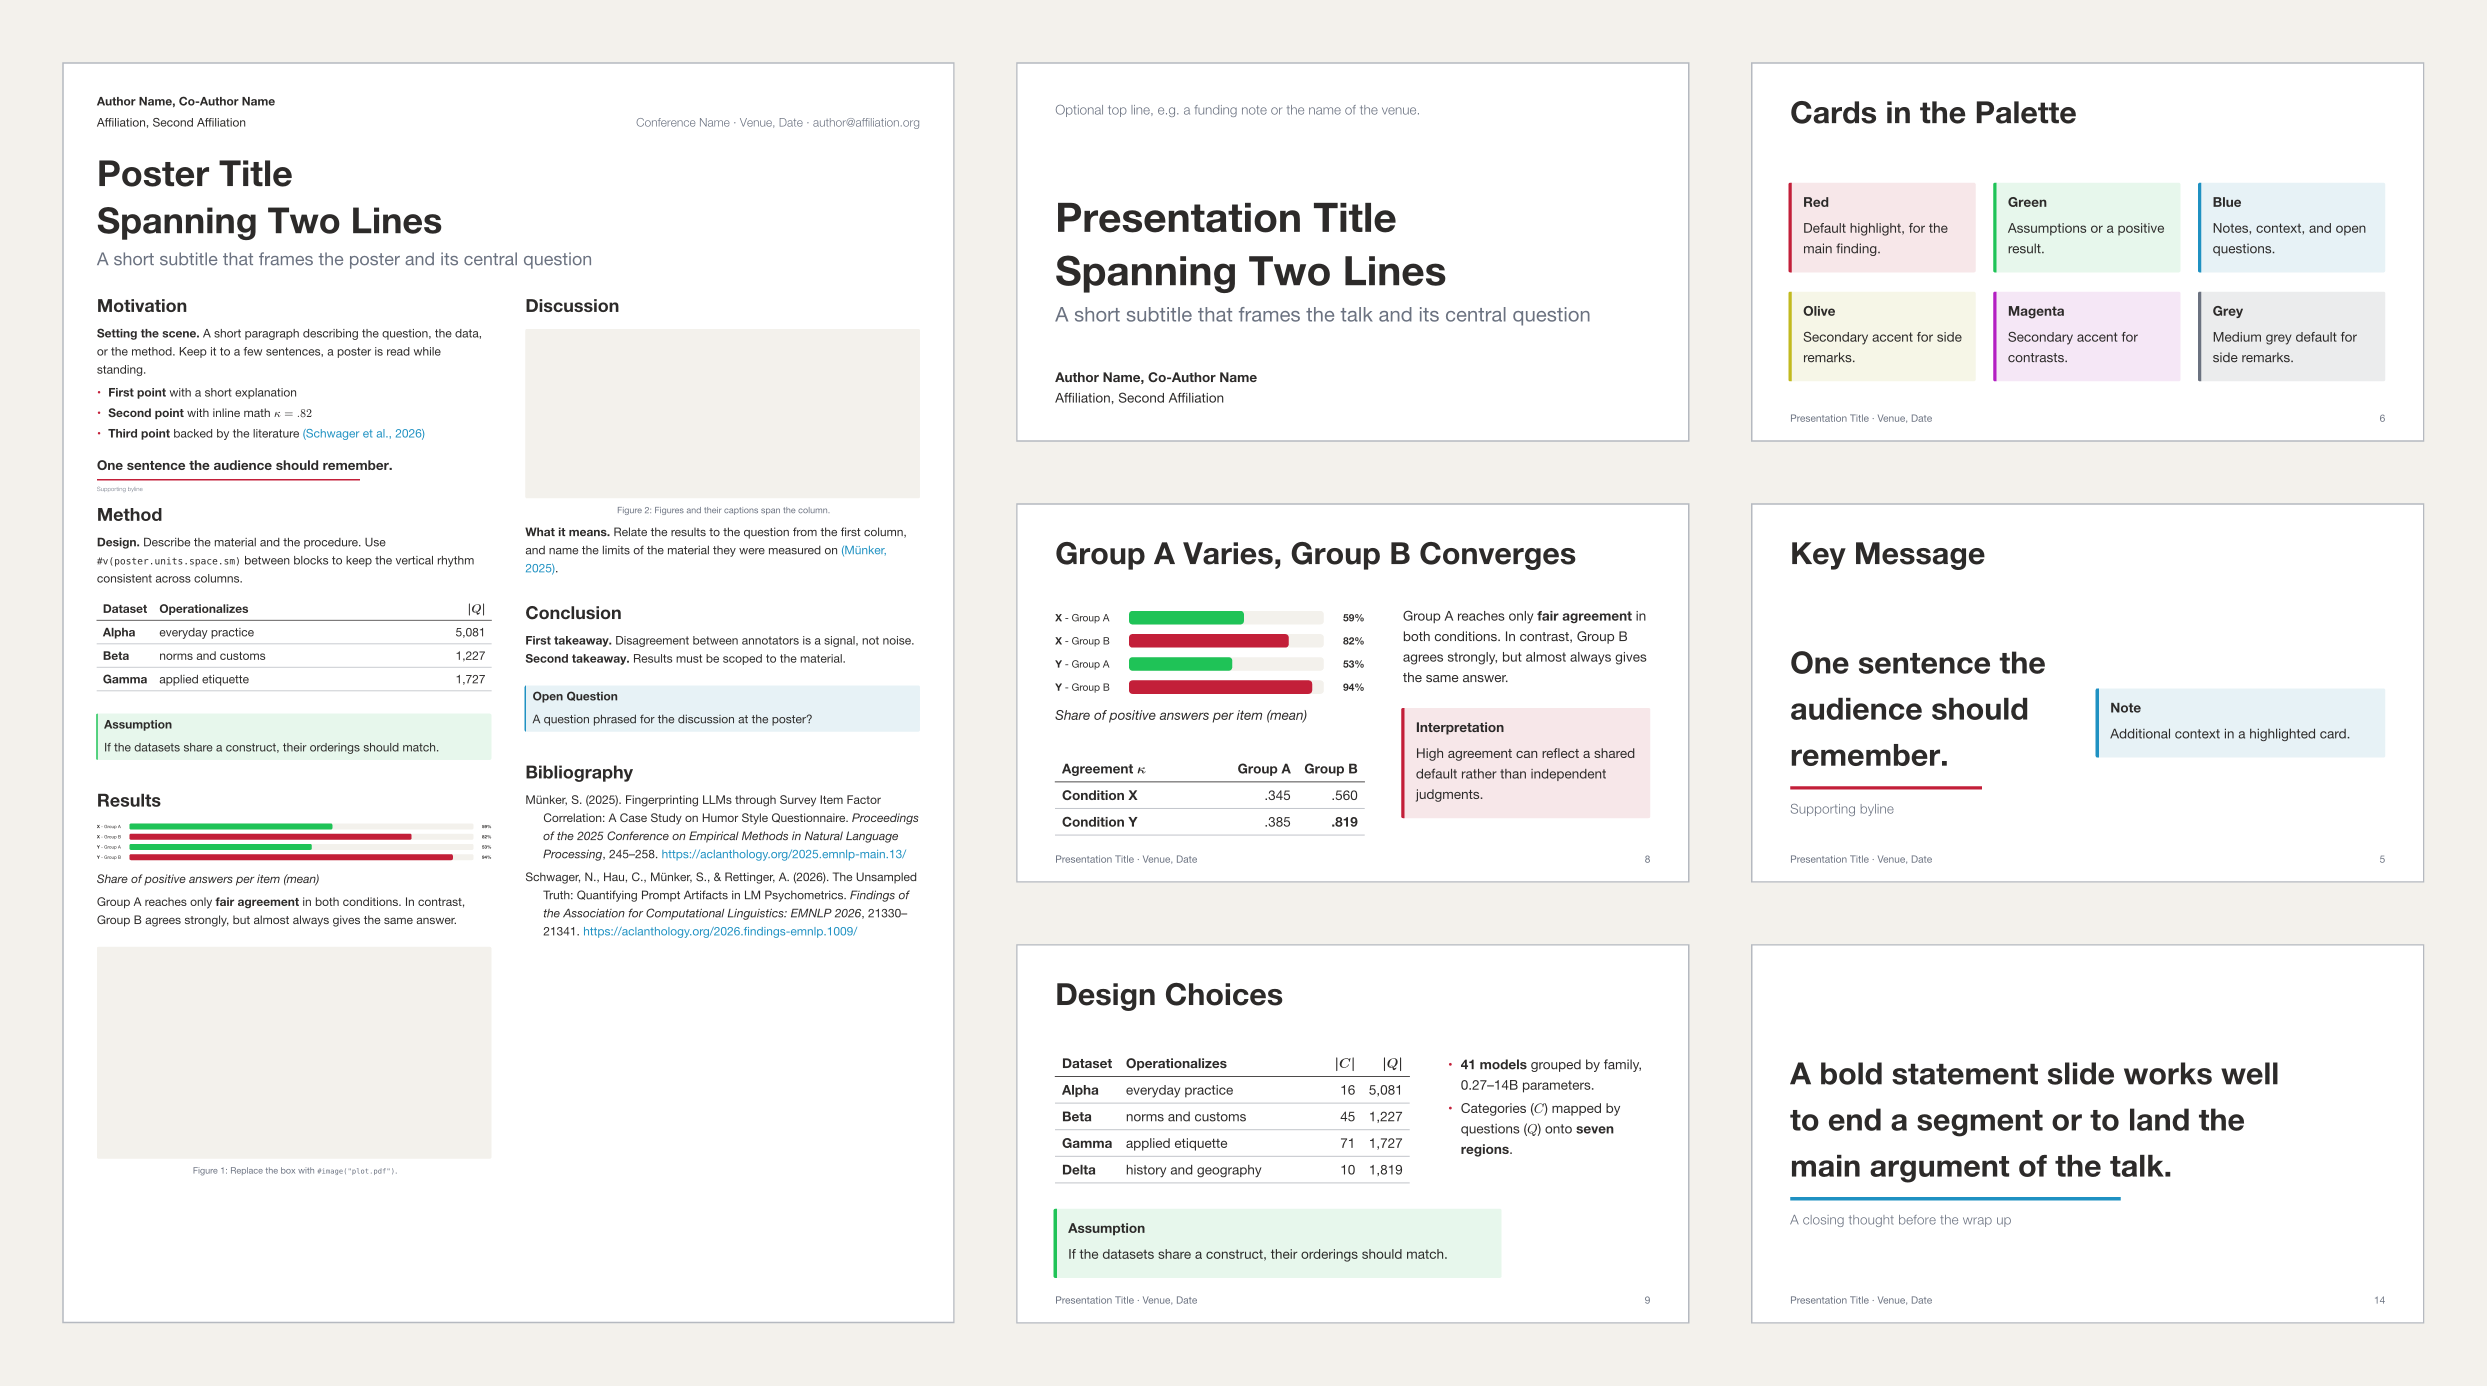 Author Name, Co-Author Name
Affiliation, Second Affiliation
Conference Name · Venue, Date · author@affiliation.org
Poster Title
Spanning Two Lines
A short subtitle that frames the poster and its central question
Motivation
Setting the scene. A short paragraph describing the question, the data,
or the method. Keep it to a few sentences, a poster is read while
standing.
• First point with a short explanation
• Second point with inline math κ = .82
• Third point backed by the literature (Schwager et al., 2026)
One sentence the audience should remember.
Supporting byline
Method
Design. Describe the material and the procedure. Use
#v(poster.units.space.sm) between blocks to keep the vertical rhythm
consistent across columns.
Dataset Operationalizes |Q|
Alpha everyday practice 5,081
Beta norms and customs 1,227
Gamma applied etiquette 1,727
Assumption
If the datasets share a construct, their orderings should match.
Results
X - Group A 59%
X - Group B 82%
Y - Group A 53%
Y - Group B 94%
Share of positive answers per item (mean)
Group A reaches only fair agreement in both conditions. In contrast,
Group B agrees strongly, but almost always gives the same answer.
Figure 1: Replace the box with #image("plot.pdf").
Discussion
Figure 2: Figures and their captions span the column.
What it means. Relate the results to the question from the first column,
and name the limits of the material they were measured on (Münker,
2025).
Conclusion
First takeaway. Disagreement between annotators is a signal, not noise.
Second takeaway. Results must be scoped to the material.
Open Question
A question phrased for the discussion at the poster?
Bibliography
Münker, S. (2025). Fingerprinting LLMs through Survey Item Factor
Correlation: A Case Study on Humor Style Questionnaire. Proceedings
of the 2025 Conference on Empirical Methods in Natural Language
Processing, 245–258. https://aclanthology.org/2025.emnlp-main.13/
Schwager, N., Hau, C., Münker, S., & Rettinger, A. (2026). The Unsampled
Truth: Quantifying Prompt Artifacts in LM Psychometrics. Findings of
the Association for Computational Linguistics: EMNLP 2026, 21330–
21341. https://aclanthology.org/2026.findings-emnlp.1009/
Optional top line, e.g. a funding note or the name of the venue.
Presentation Title
Spanning Two Lines
A short subtitle that frames the talk and its central question
Author Name, Co-Author Name
Affiliation, Second Affiliation
Cards in the Palette
Red
Default highlight, for the
main finding.
Green
Assumptions or a positive
result.
Blue
Notes, context, and open
questions.
Olive
Secondary accent for side
remarks.
Magenta
Secondary accent for
contrasts.
Grey
Medium grey default for
side remarks.
Presentation Title · Venue, Date 6
Group A Varies, Group B Converges
X - Group A 59%
X - Group B 82%
Y - Group A 53%
Y - Group B 94%
Share of positive answers per item (mean)
Agreement κ Group A Group B
Condition X .345 .560
Condition Y .385 .819
Group A reaches only fair agreement in
both conditions. In contrast, Group B
agrees strongly, but almost always gives
the same answer.
Interpretation
High agreement can reflect a shared
default rather than independent
judgments.
Presentation Title · Venue, Date 8
Key Message
One sentence the
audience should
remember.
Supporting byline
Note
Additional context in a highlighted card.
Presentation Title · Venue, Date 5
Design Choices
Dataset Operationalizes |C| |Q|
Alpha everyday practice 16 5,081
Beta norms and customs 45 1,227
Gamma applied etiquette 71 1,727
Delta history and geography 10 1,819
• 41 models grouped by family,
0.27–14B parameters.
• Categories (C) mapped by
questions (Q) onto seven
regions.
Assumption
If the datasets share a construct, their orderings should match.
Presentation Title · Venue, Date 9
A bold statement slide works well
to end a segment or to land the
main argument of the talk.
A closing thought before the wrap up
Presentation Title · Venue, Date 14